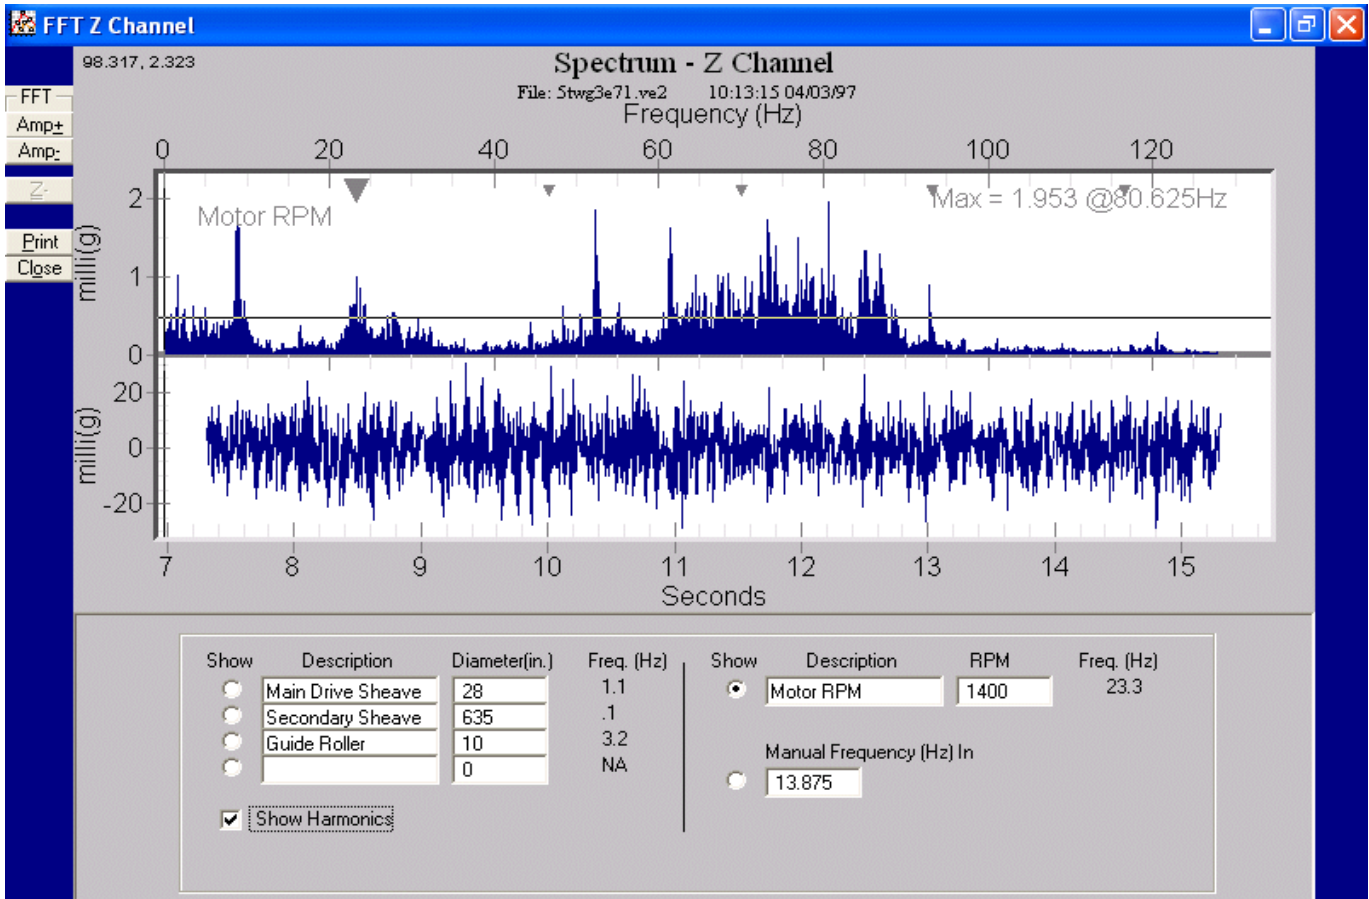 FFT Z Channel
98.317, 2.323
Spectrum - Z Channel
File: 5twg3e71.ve2 10:13:15 04/03/97
FFT
Amp+
Amp-
Z-
Print
Close
Frequency (Hz)
0 20 40 60 80 100 120
Motor RPM
Max = 1.953 @80.625Hz
milli(g)
2
1
0
milli(g)
20
0
-20
7 8 9 10 11 12 13 14 15
Seconds
Show Description Diameter(in.) Freq. (Hz) Show Description RPM Freq. (Hz)
Main Drive Sheave 28 1.1 Motor RPM 1400 23.3
Secondary Sheave 635 .1
Guide Roller 10 3.2
0 NA
Manual Frequency (Hz) In
13.875
Show Harmonics